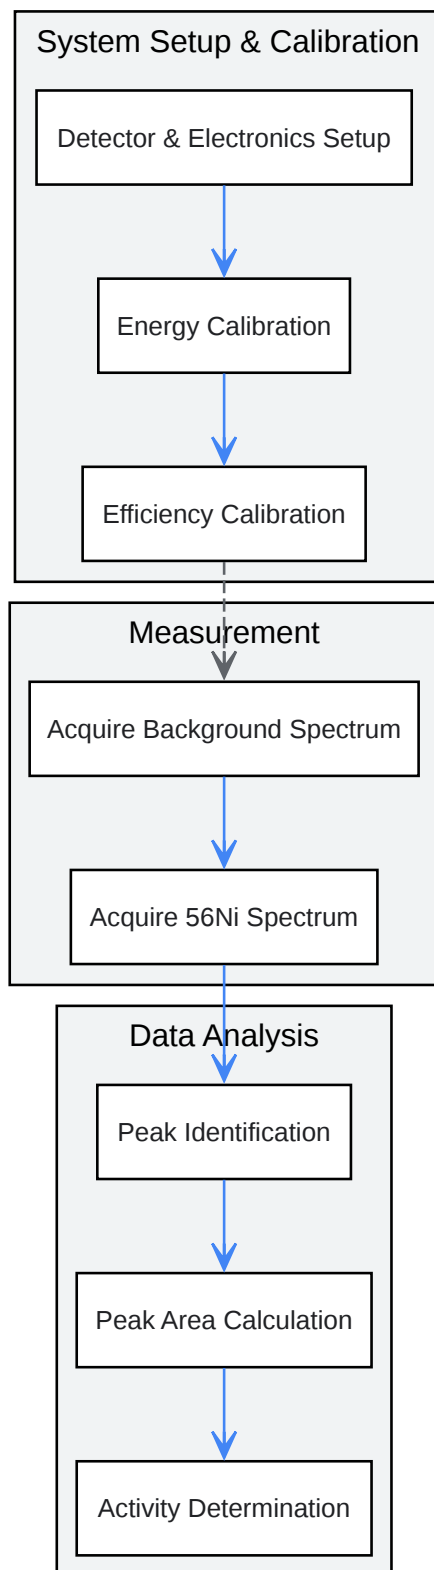 System Setup & Calibration
Detector & Electronics Setup
Energy Calibration
Efficiency Calibration
Measurement
Acquire Background Spectrum
Acquire 56Ni Spectrum
Data Analysis
Peak Identification
Peak Area Calculation
Activity Determination